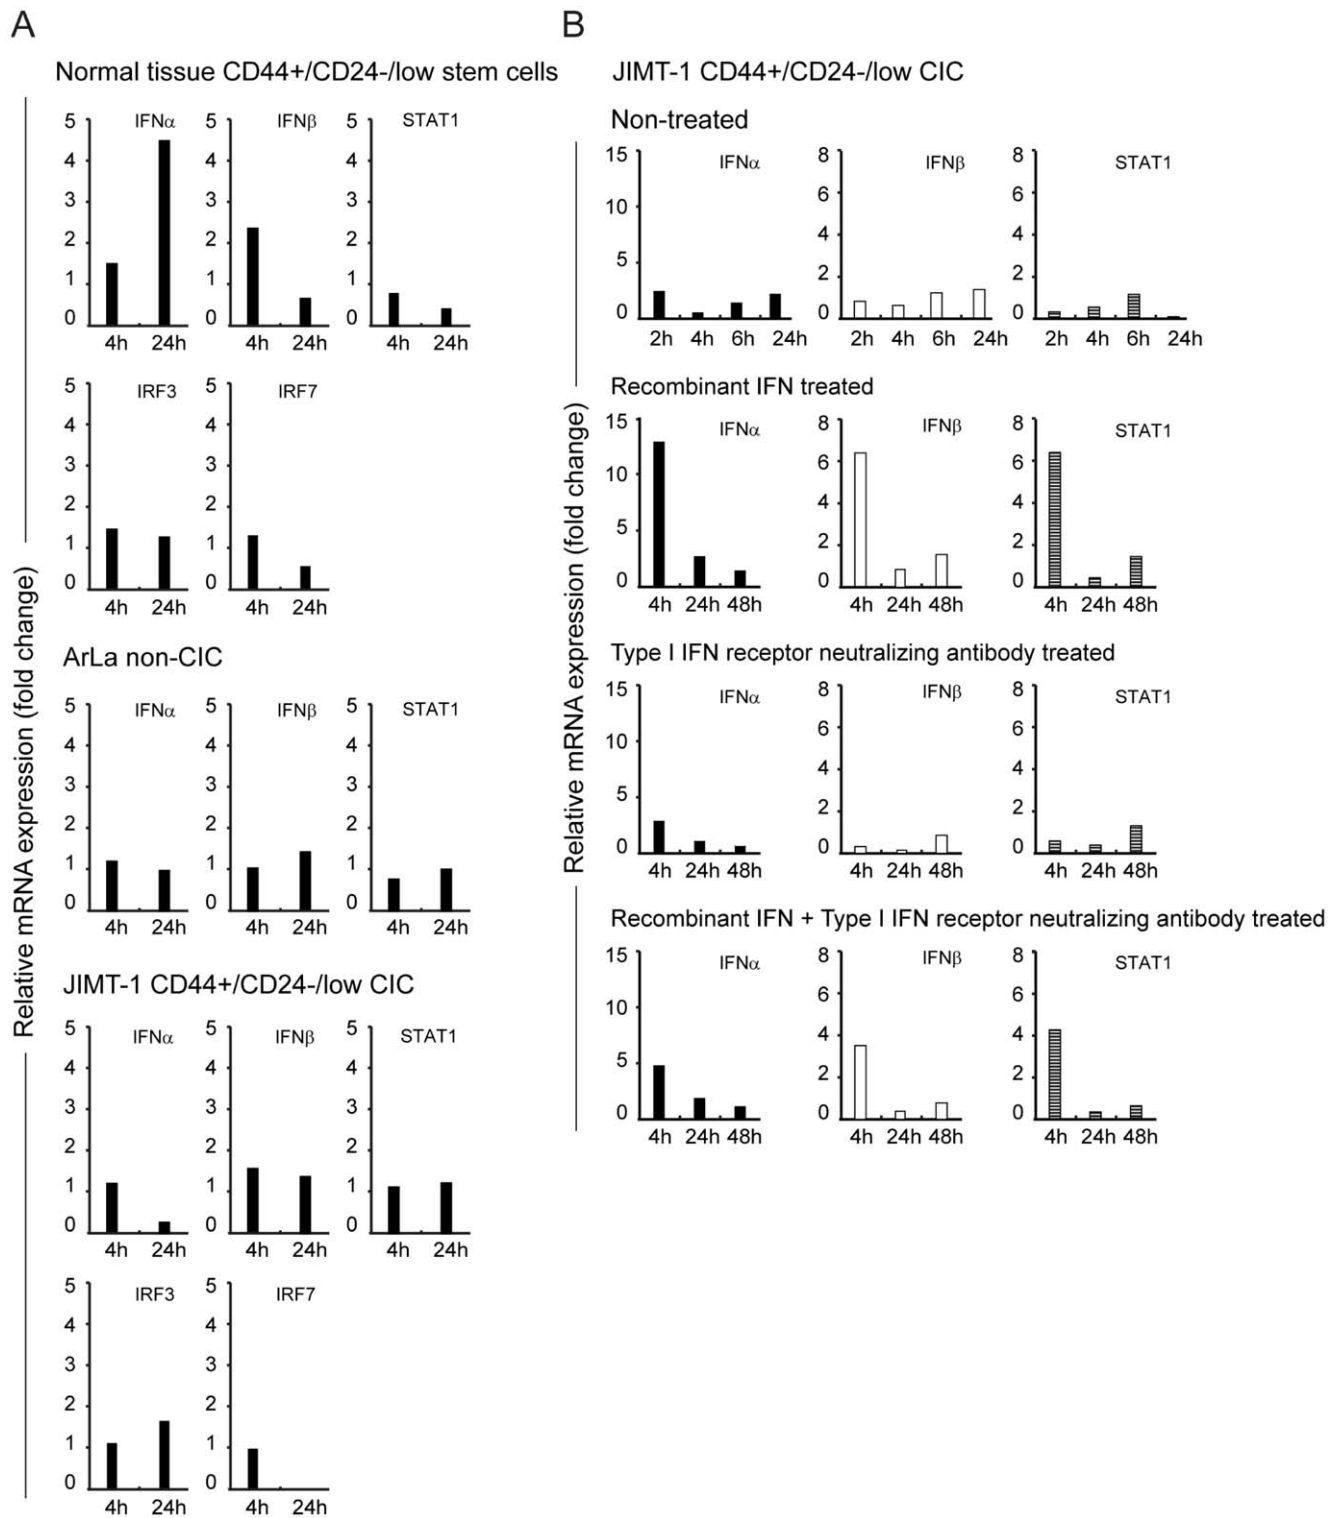 A
Normal tissue CD44+/CD24-/low stem cells
Relative mRNA expression (fold change)
IFNα
5
4
3
2
1
0
4h 24h
IFNβ
5
4
3
2
1
0
4h 24h
STAT1
5
4
3
2
1
0
4h 24h
IRF3
5
4
3
2
1
0
4h 24h
IRF7
5
4
3
2
1
0
4h 24h
ArLa non-CIC
IFNα
5
4
3
2
1
0
4h 24h
IFNβ
5
4
3
2
1
0
4h 24h
STAT1
5
4
3
2
1
0
4h 24h
JIMT-1 CD44+/CD24-/low CIC
IFNα
5
4
3
2
1
0
4h 24h
IFNβ
5
4
3
2
1
0
4h 24h
STAT1
5
4
3
2
1
0
4h 24h
IRF3
5
4
3
2
1
0
4h 24h
IRF7
5
4
3
2
1
0
4h 24h
B
JIMT-1 CD44+/CD24-/low CIC
Relative mRNA expression (fold change)
Non-treated
IFNα
15
10
5
0
2h 4h 6h 24h
IFNβ
8
6
4
2
0
2h 4h 6h 24h
STAT1
8
6
4
2
0
2h 4h 6h 24h
Recombinant IFN treated
IFNα
15
10
5
0
4h 24h 48h
IFNβ
8
6
4
2
0
4h 24h 48h
STAT1
8
6
4
2
0
4h 24h 48h
Type I IFN receptor neutralizing antibody treated
IFNα
15
10
5
0
4h 24h 48h
IFNβ
8
6
4
2
0
4h 24h 48h
STAT1
8
6
4
2
0
4h 24h 48h
Recombinant IFN + Type I IFN receptor neutralizing antibody treated
IFNα
15
10
5
0
4h 24h 48h
IFNβ
8
6
4
2
0
4h 24h 48h
STAT1
8
6
4
2
0
4h 24h 48h